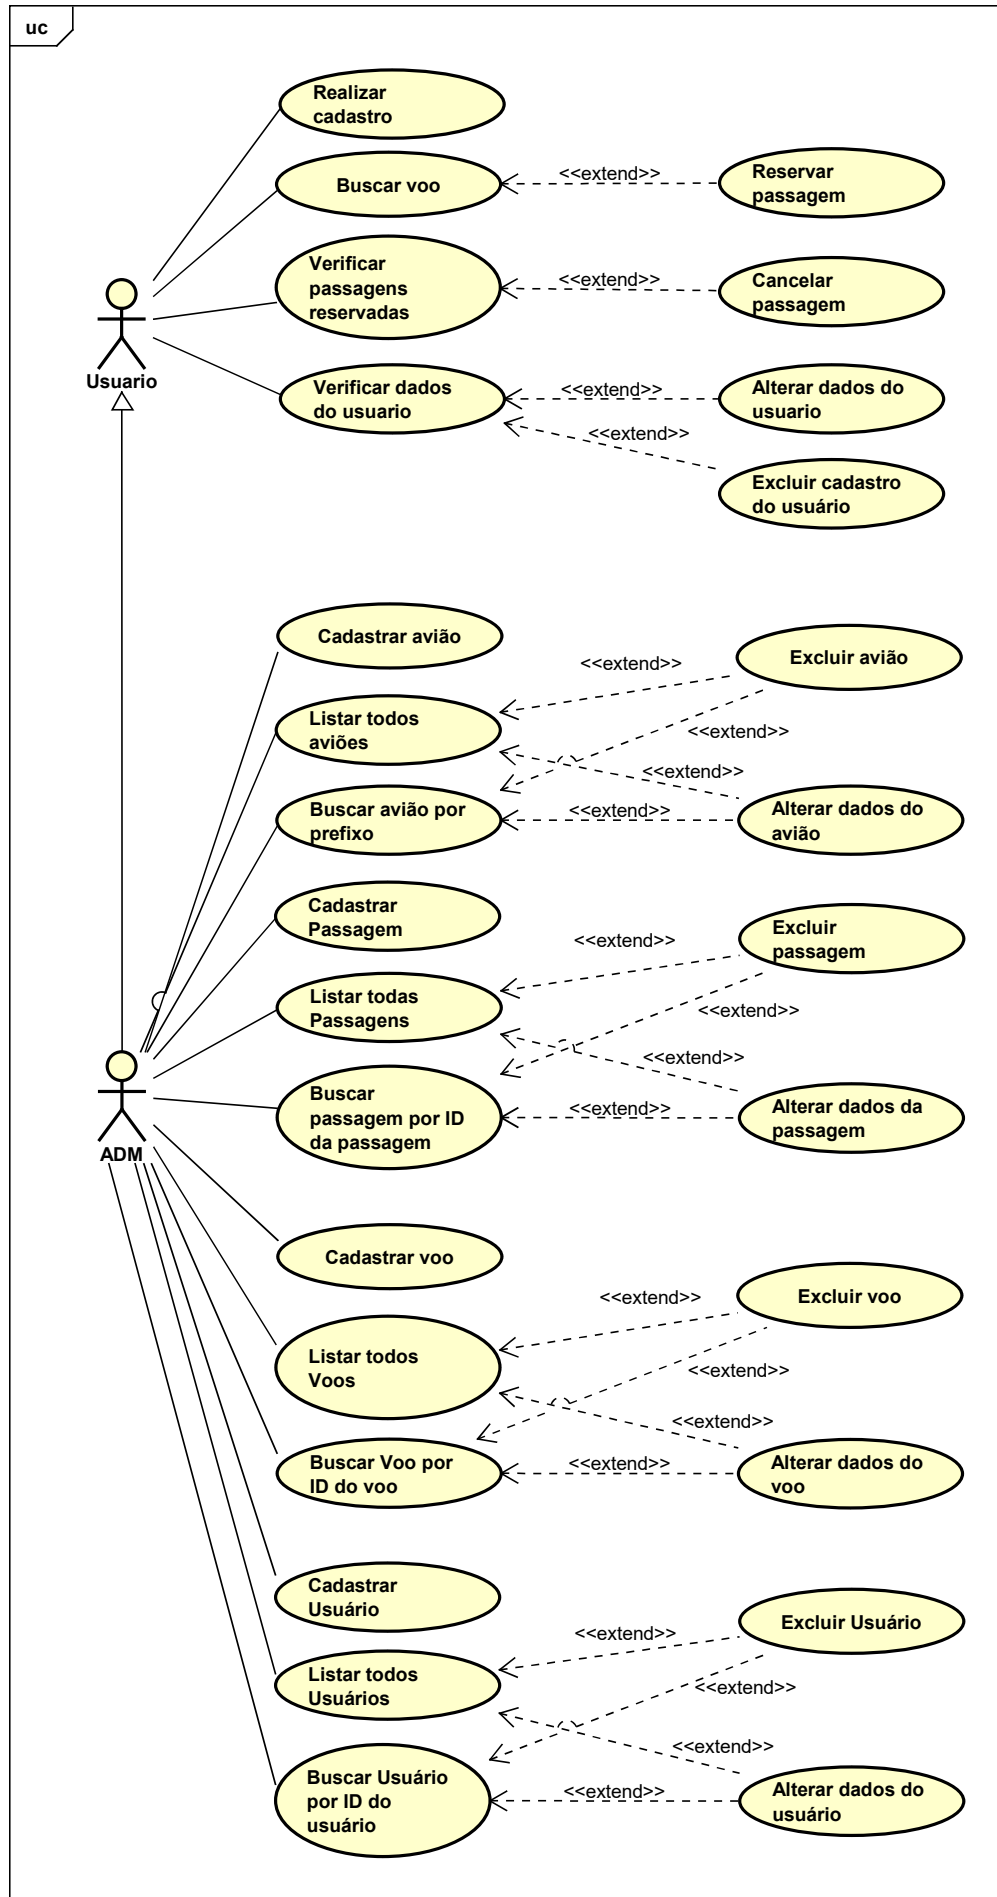 uc
Realizar
cadastro
Buscar voo
<<extend>>
Reservar
passagem
Verificar
passagens
reservadas
<<extend>>
Cancelar
passagem
Usuario
Verificar dados
do usuario
<<extend>>
Alterar dados do
usuario
<<extend>>
Excluir cadastro
do usuário
Cadastrar avião
Excluir avião
<<extend>>
Listar todos
aviões
<<extend>>
<<extend>>
Buscar avião por
prefixo
<<extend>>
Alterar dados do
avião
Cadastrar
Passagem
Excluir
passagem
<<extend>>
Listar todas
Passagens
<<extend>>
<<extend>>
Buscar
passagem por ID
da passagem
<<extend>>
Alterar dados da
passagem
ADM
Cadastrar voo
Excluir voo
<<extend>>
Listar todos
Voos
<<extend>>
<<extend>>
Buscar Voo por
ID do voo
<<extend>>
Alterar dados do
voo
Cadastrar
Usuário
Excluir Usuário
<<extend>>
Listar todos
Usuários
<<extend>>
<<extend>>
Buscar Usuário
por ID do
usuário
<<extend>>
Alterar dados do
usuário